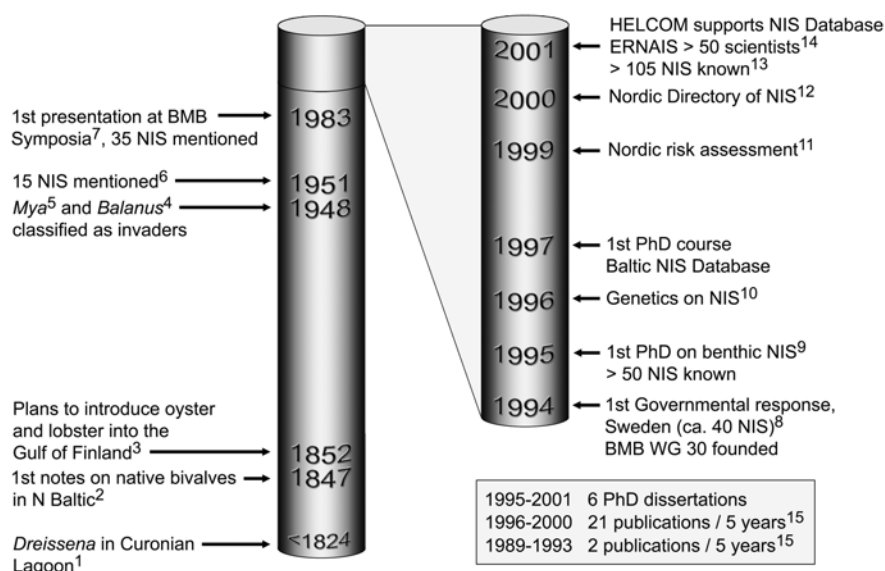 1983
1951
1948
1852
1847
<1824
1st presentation at BMB
Symposia7, 35 NIS mentioned
15 NIS mentioned6
Mya5 and Balanus4
classified as invaders
Plans to introduce oyster
and lobster into the
Gulf of Finland3
1st notes on native bivalves
in N Baltic2
Dreissena in Curonian
Lagoon1
2001
2000
1999
1997
1996
1995
1994
HELCOM supports NIS Database
ERNAIS > 50 scientists14
> 105 NIS known13
Nordic Directory of NIS12
Nordic risk assessment11
1st PhD course
Baltic NIS Database
Genetics on NIS10
1st PhD on benthic NIS9
> 50 NIS known
1st Governmental response,
Sweden (ca. 40 NIS)8
BMB WG 30 founded
1995-2001 6 PhD dissertations
1996-2000 21 publications / 5 years15
1989-1993 2 publications / 5 years15